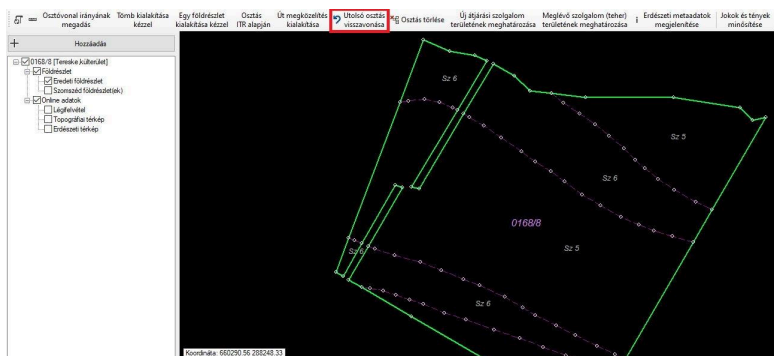 Osztóvonal irányának megadás
Tömb kialakítása kézzel
Egy földrészlet kialakítása kézzel
Osztás ITR alapján
Út megközelítés kialakítása
Utolsó osztás visszavonása
Osztás törlése
Új átjárási szolgalom területének meghatározása
Meglévő szolgalom (teher) területének meghatározása
i
Erdészeti metaadatok megjelenítése
Jokok és tények minősítése
+ Hozzáadás
0168/8 [Tereske,külterület]
Földrészlet
Eredeti földrészlet
Szomszéd földrészlet(ek)
Online adatok
Légifelvétel
Topográfiai térkép
Erdészeti térkép
Sz 6
Sz 5
Sz 6
0168/8
Sz 5
Sz 6
Sz 6
Koordináta: 660290.56 288248.33